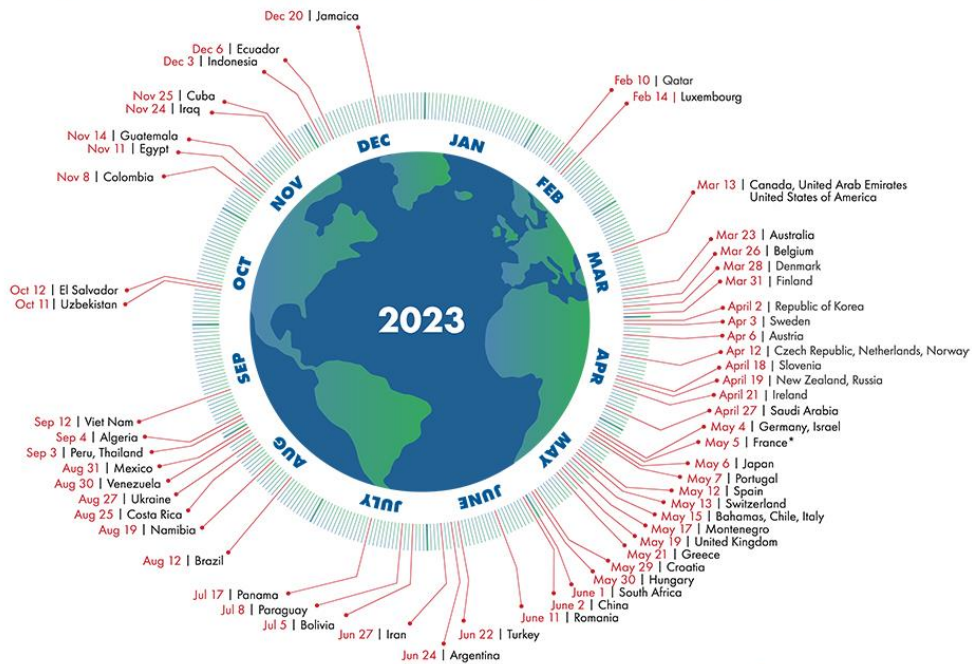 Dec 20 | Jamaica
Dec 6 | Ecuador
Dec 3 | Indonesia
Nov 25 | Cuba
Nov 24 | Iraq
Nov 14 | Guatemala
Nov 11 | Egypt
Nov 8 | Colombia
Oct 12 | El Salvador
Oct 11 | Uzbekistan
Sep 12 | Viet Nam
Sep 4 | Algeria
Sep 3 | Peru, Thailand
Aug 31 | Mexico
Aug 30 | Venezuela
Aug 27 | Ukraine
Aug 25 | Costa Rica
Aug 19 | Namibia
Aug 12 | Brazil
Jul 17 | Panama
Jul 8 | Paraguay
Jul 5 | Bolivia
Jun 27 | Iran
Jun 24 | Argentina
Jun 22 | Turkey
Feb 10 | Qatar
Feb 14 | Luxembourg
Mar 13 | Canada, United Arab Emirates
United States of America
Mar 23 | Australia
Mar 26 | Belgium
Mar 28 | Denmark
Mar 31 | Finland
April 2 | Republic of Korea
Apr 3 | Sweden
Apr 6 | Austria
Apr 12 | Czech Republic, Netherlands, Norway
April 18 | Slovenia
April 19 | New Zealand, Russia
April 21 | Ireland
April 27 | Saudi Arabia
May 4 | Germany, Israel
May 5 | France*
May 6 | Japan
May 7 | Portugal
May 12 | Spain
May 13 | Switzerland
May 15 | Bahamas, Chile, Italy
May 17 | Montenegro
May 19 | United Kingdom
May 21 | Greece
May 29 | Croatia
May 30 | Hungary
June 1 | South Africa
June 2 | China
June 11 | Romania
JAN
FEB
MAR
APR
MAY
JUNE
JULY
AUG
SEP
OCT
NOV
DEC
2023